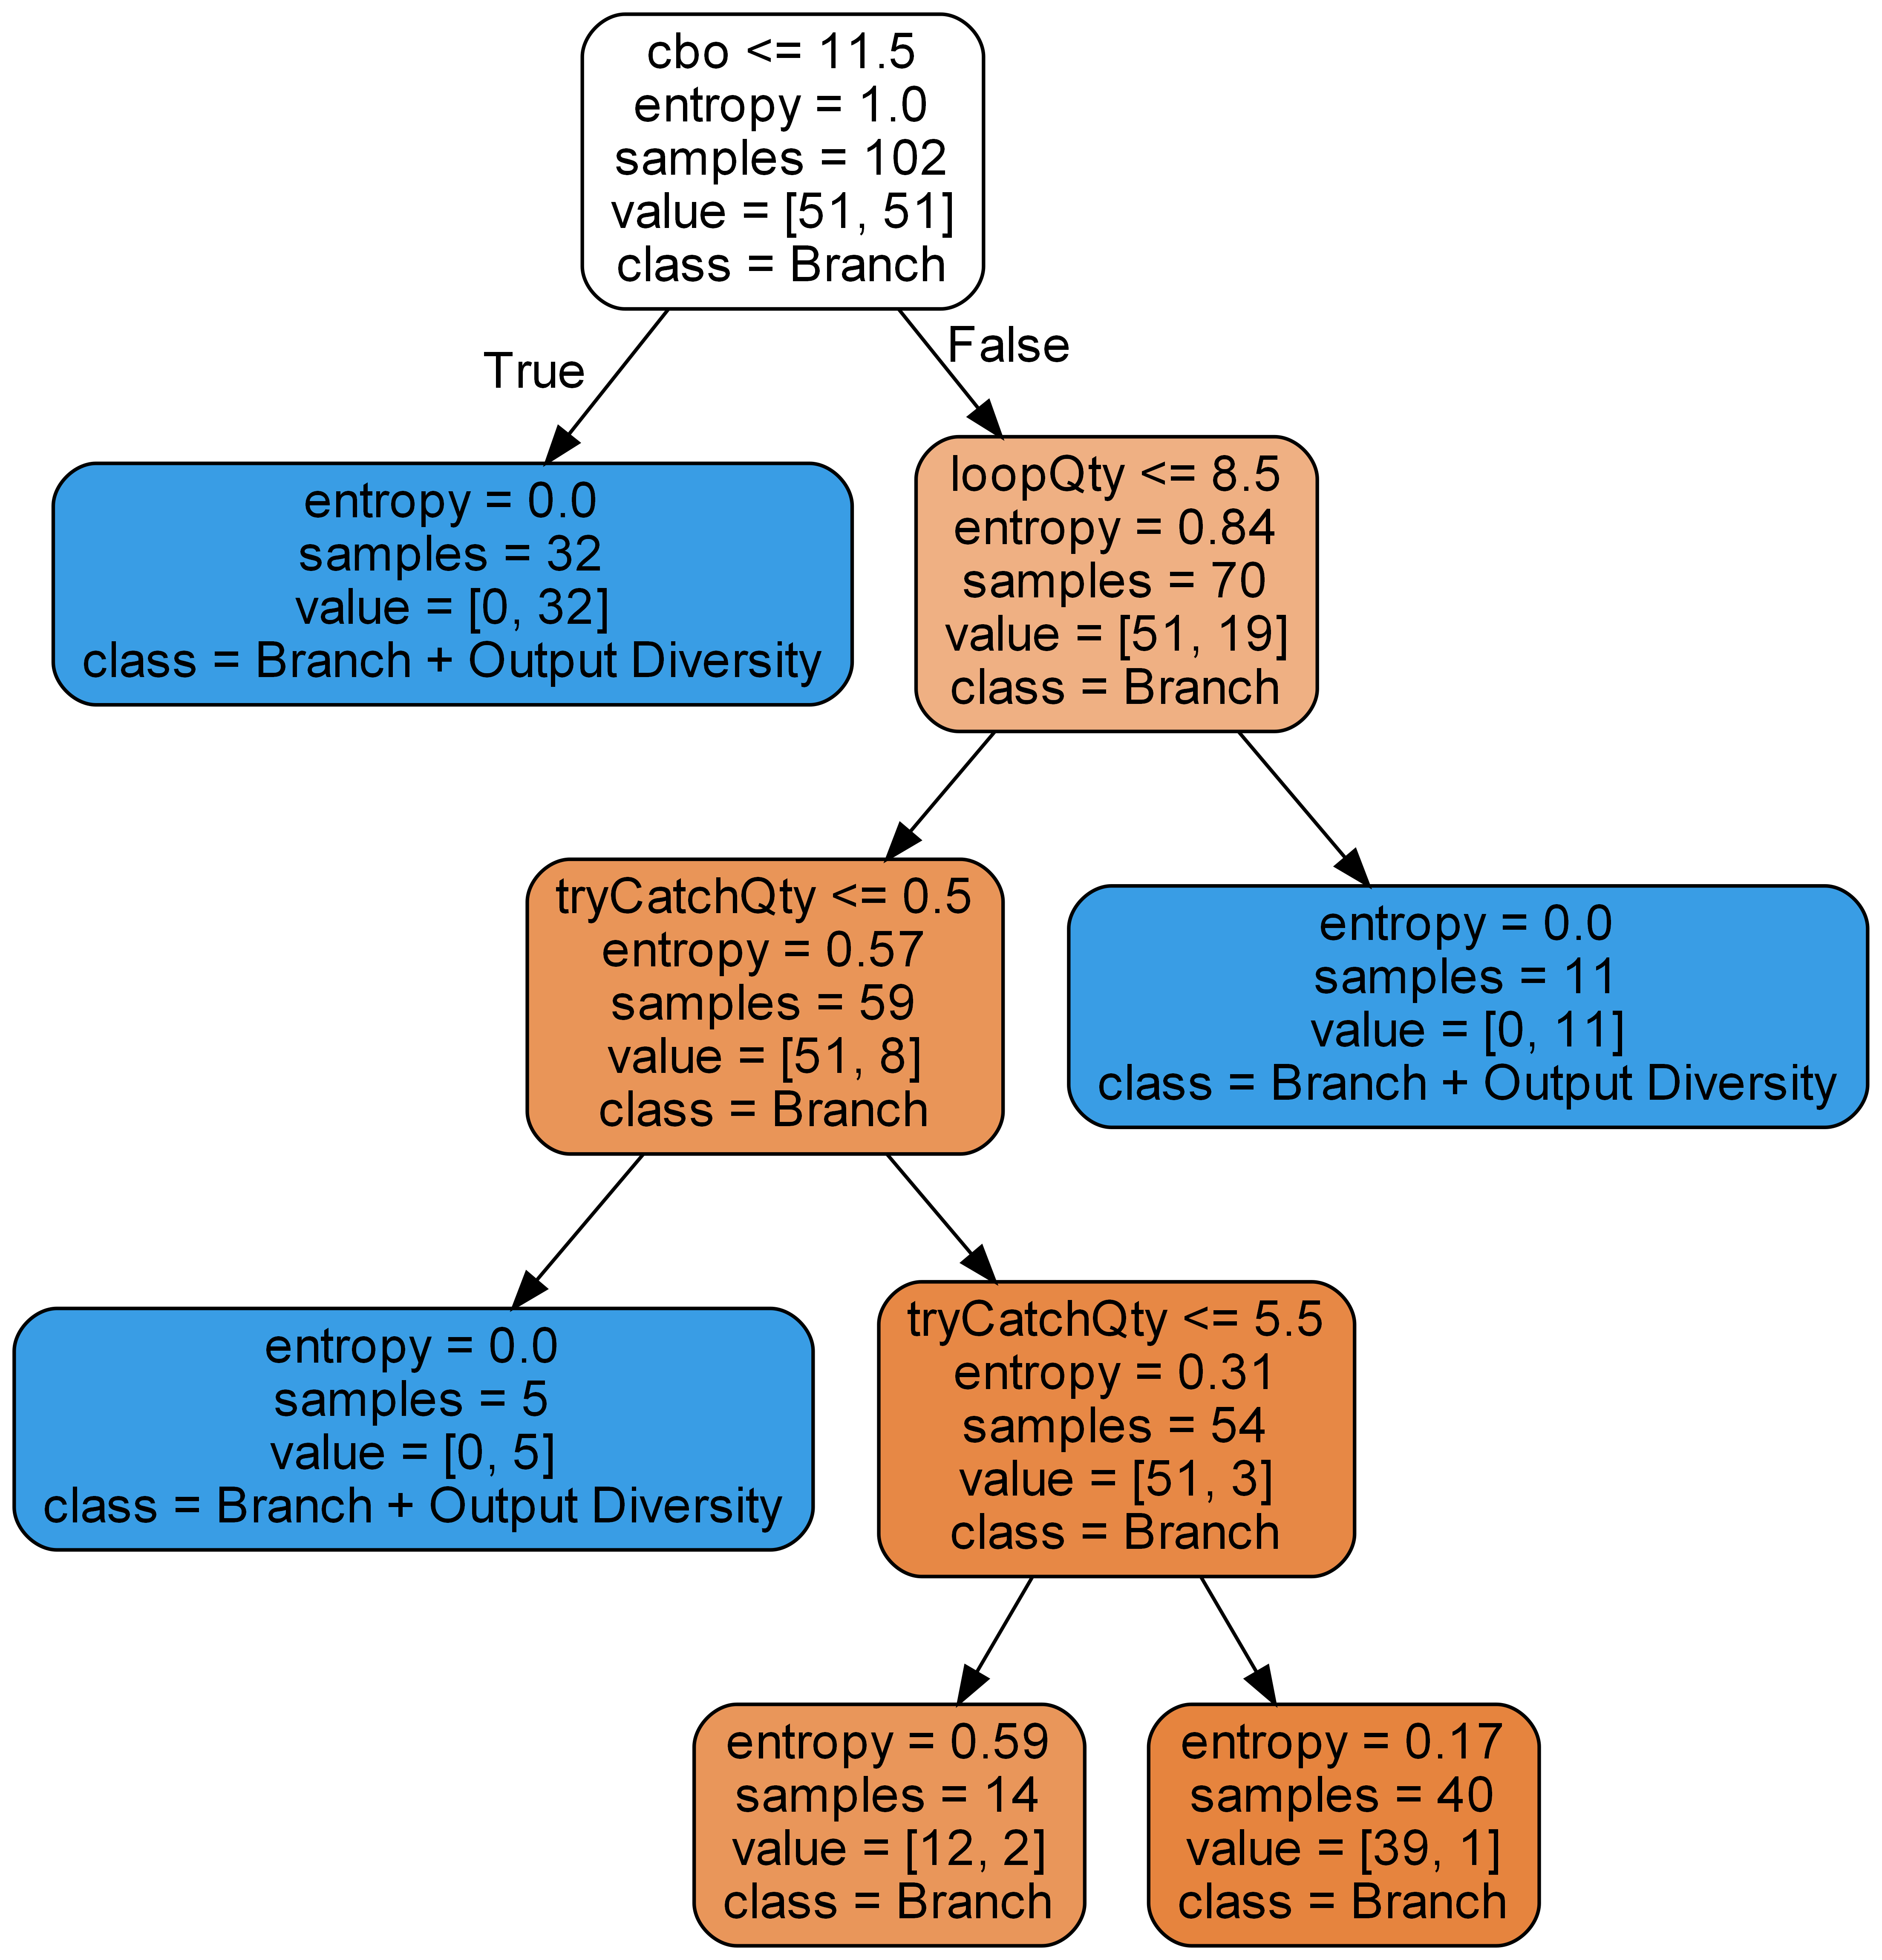 cbo <= 11.5
entropy = 1.0
samples = 102
value = [51, 51]
class = Branch
True
False
entropy = 0.0
samples = 32
value = [0, 32]
class = Branch + Output Diversity
loopQty <= 8.5
entropy = 0.84
samples = 70
value = [51, 19]
class = Branch
tryCatchQty <= 0.5
entropy = 0.57
samples = 59
value = [51, 8]
class = Branch
entropy = 0.0
samples = 11
value = [0, 11]
class = Branch + Output Diversity
entropy = 0.0
samples = 5
value = [0, 5]
class = Branch + Output Diversity
tryCatchQty <= 5.5
entropy = 0.31
samples = 54
value = [51, 3]
class = Branch
entropy = 0.59
samples = 14
value = [12, 2]
class = Branch
entropy = 0.17
samples = 40
value = [39, 1]
class = Branch